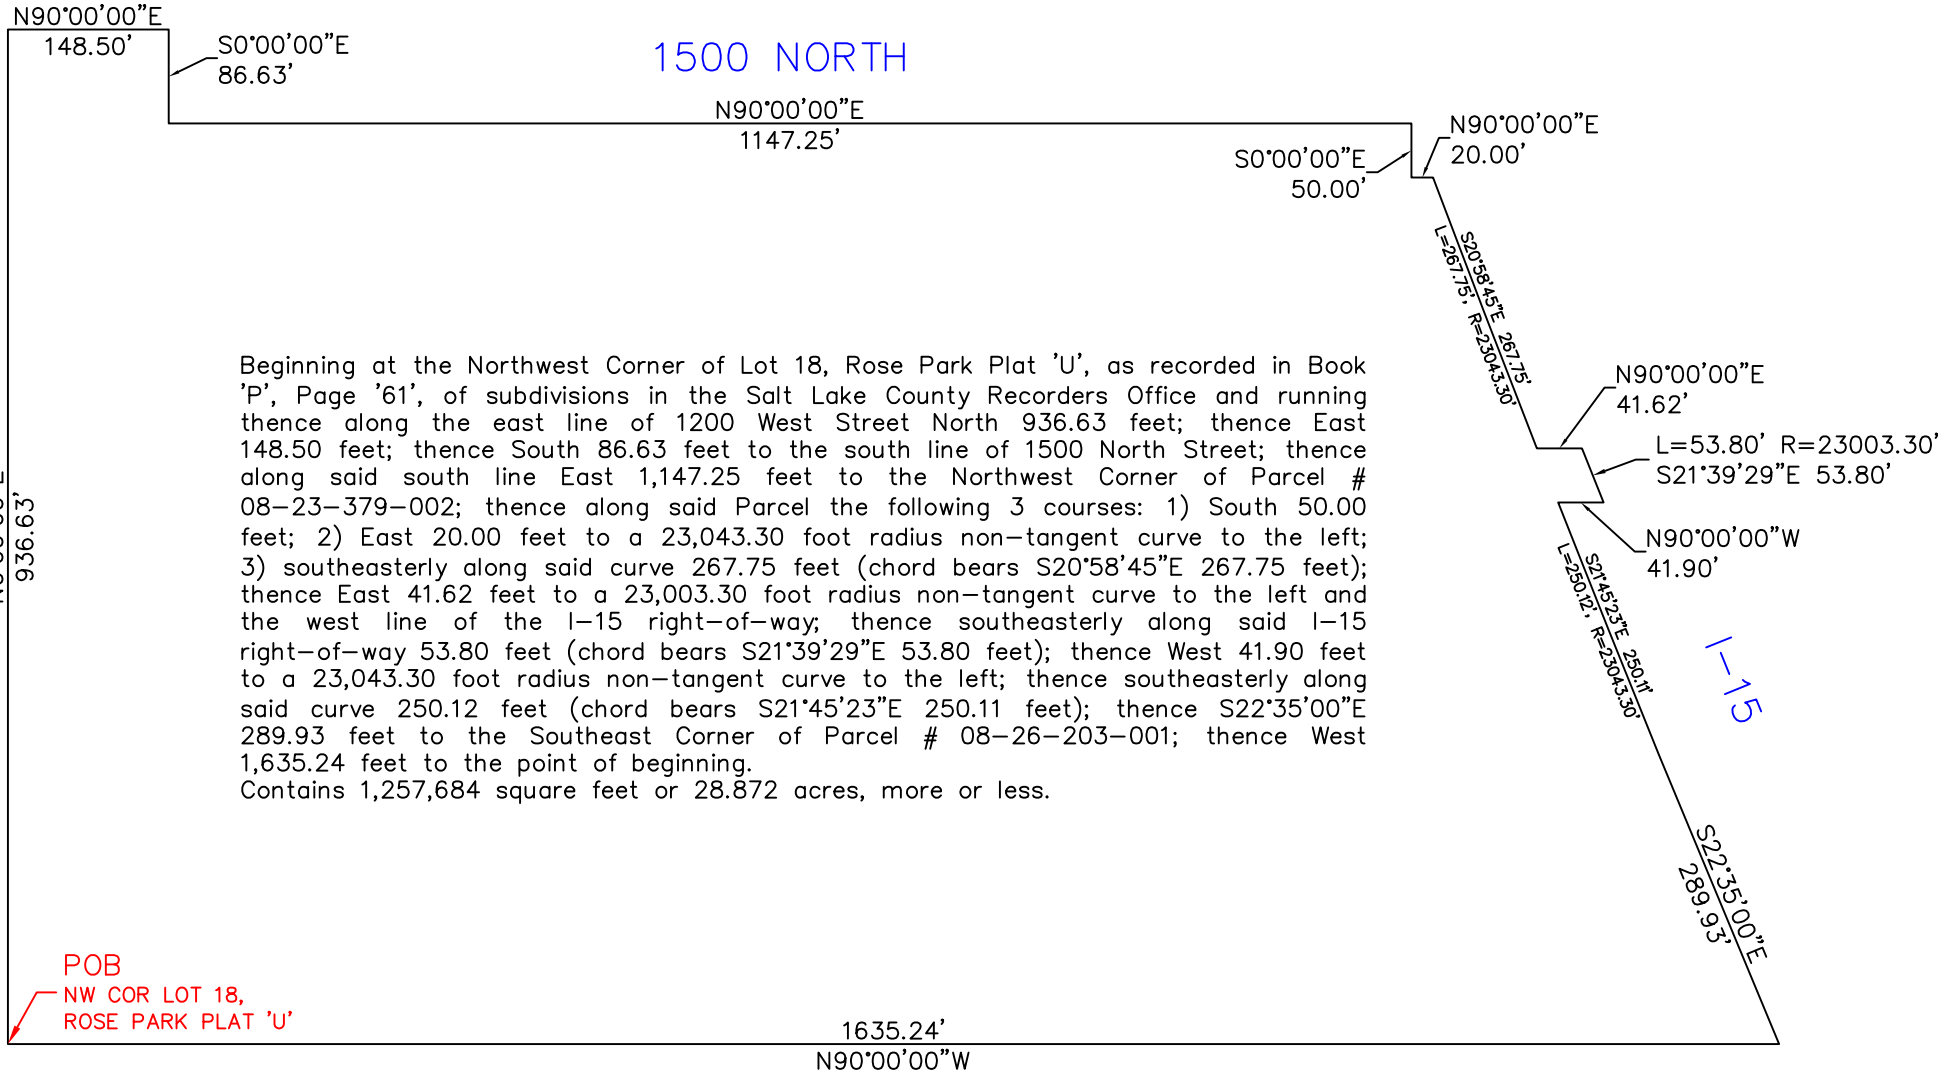 N90°00'00"E
148.50'
S0°00'00"E
86.63'
1500 NORTH
N90°00'00"E
1147.25'
N90°00'00"E
20.00'
S0°00'00"E
50.00'
S20°58'45"E 267.75'
L=267.75', R=23043.30'
N90°00'00"E
41.62'
L=53.80' R=23003.30'
S21°39'29"E 53.80'
N90°00'00"W
41.90'
S21°45'23"E 250.11'
L=250.12', R=23043.30'
I-15
S22°35'00"E
289.93'
936.63'
Beginning at the Northwest Corner of Lot 18, Rose Park Plat 'U', as recorded in Book
'P', Page '61', of subdivisions in the Salt Lake County Recorders Office and running
thence along the east line of 1200 West Street North 936.63 feet; thence East
148.50 feet; thence South 86.63 feet to the south line of 1500 North Street; thence
along said south line East 1,147.25 feet to the Northwest Corner of Parcel #
08-23-379-002; thence along said Parcel the following 3 courses: 1) South 50.00
feet; 2) East 20.00 feet to a 23,043.30 foot radius non-tangent curve to the left;
3) southeasterly along said curve 267.75 feet (chord bears S20°58'45"E 267.75 feet);
thence East 41.62 feet to a 23,003.30 foot radius non-tangent curve to the left and
the west line of the I-15 right-of-way; thence southeasterly along said I-15
right-of-way 53.80 feet (chord bears S21°39'29"E 53.80 feet); thence West 41.90 feet
to a 23,043.30 foot radius non-tangent curve to the left; thence southeasterly along
said curve 250.12 feet (chord bears S21°45'23"E 250.11 feet); thence S22°35'00"E
289.93 feet to the Southeast Corner of Parcel # 08-26-203-001; thence West
1,635.24 feet to the point of beginning.
Contains 1,257,684 square feet or 28.872 acres, more or less.
POB
NW COR LOT 18,
ROSE PARK PLAT 'U'
1635.24'
N90°00'00"W